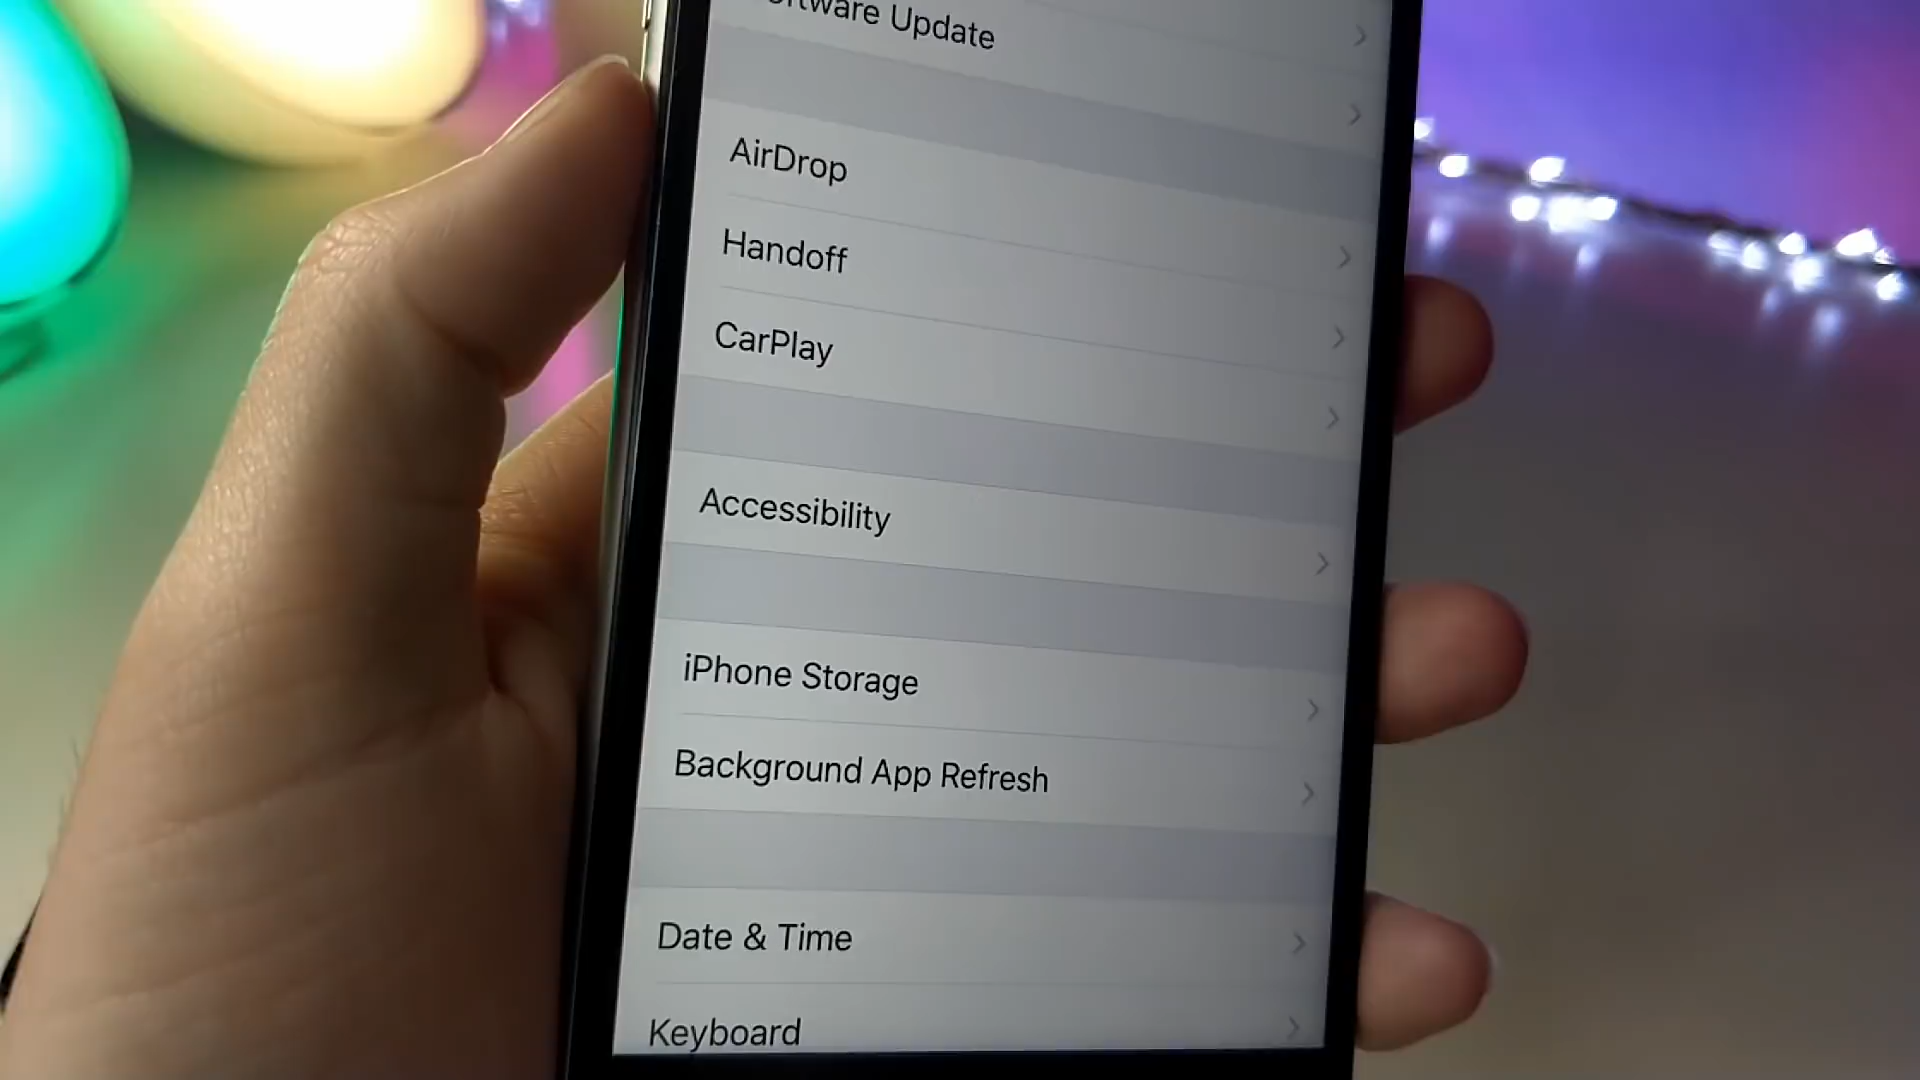 Update
AirDrop
Handoff
CarPlay
Accessibility
iPhone Storage
Background App Refresh
Date & Time
Keyboard